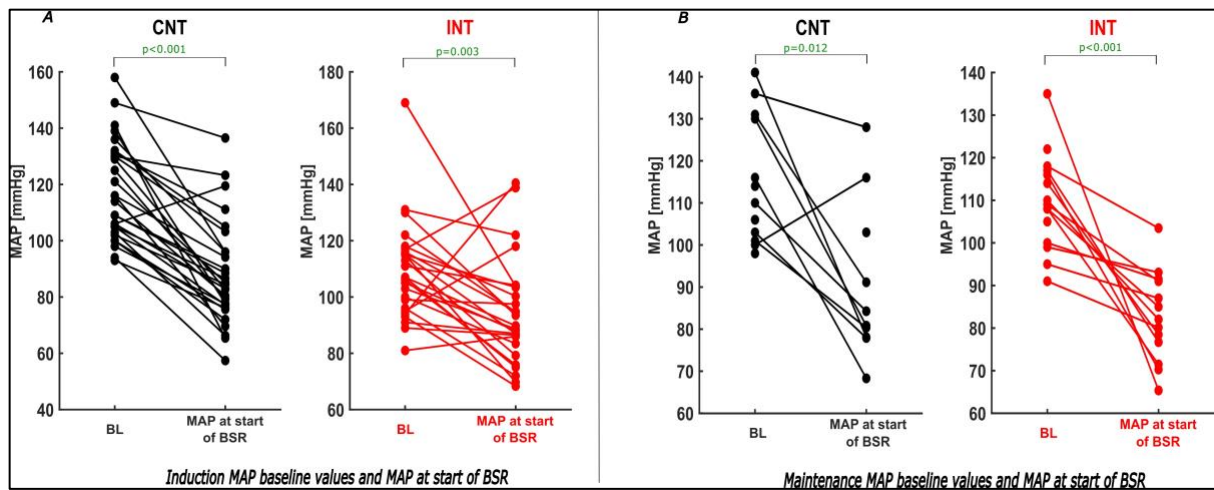 A
CNT
INT
p<0.001
p=0.003
160
140
120
100
80
60
40
MAP [mmHg]
BL
MAP at start
of BSR
180
160
140
120
100
80
60
MAP [mmHg]
BL
MAP at start
of BSR
Induction MAP baseline values and MAP at start of BSR
B
CNT
INT
p=0.012
p<0.001
140
130
120
110
100
90
80
70
60
MAP [mmHg]
BL
MAP at start
of BSR
140
130
120
110
100
90
80
70
60
MAP [mmHg]
BL
MAP at start
of BSR
Maintenance MAP baseline values and MAP at start of BSR